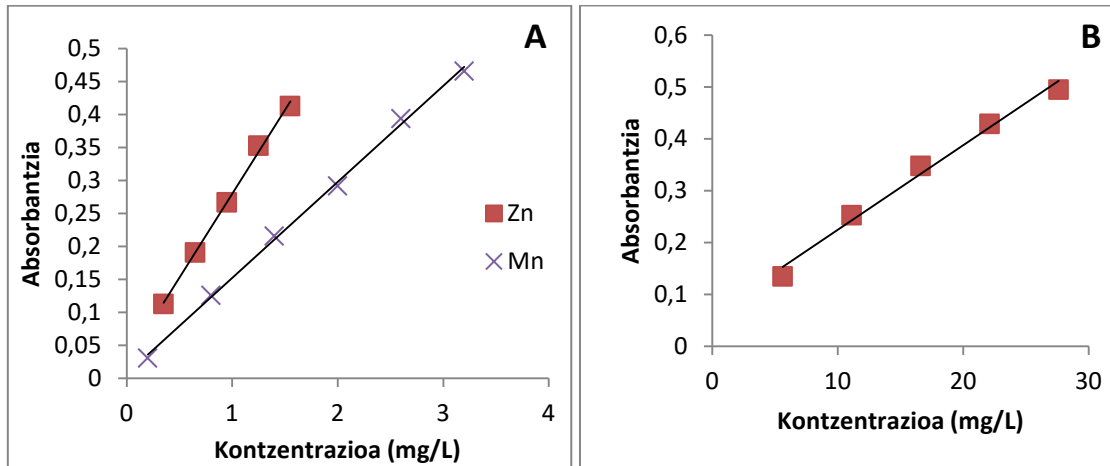 A
0,5
0,45
0,4
0,35
0,3
0,25
0,2
0,15
0,1
0,05
0
Absorbantzia
0 1 2 3 4
Kontzentrazioa (mg/L)
Zn
Mn
B
0,6
0,5
0,4
0,3
0,2
0,1
0
Absorbantzia
0 10 20 30
Kontzentrazioa (mg/L)